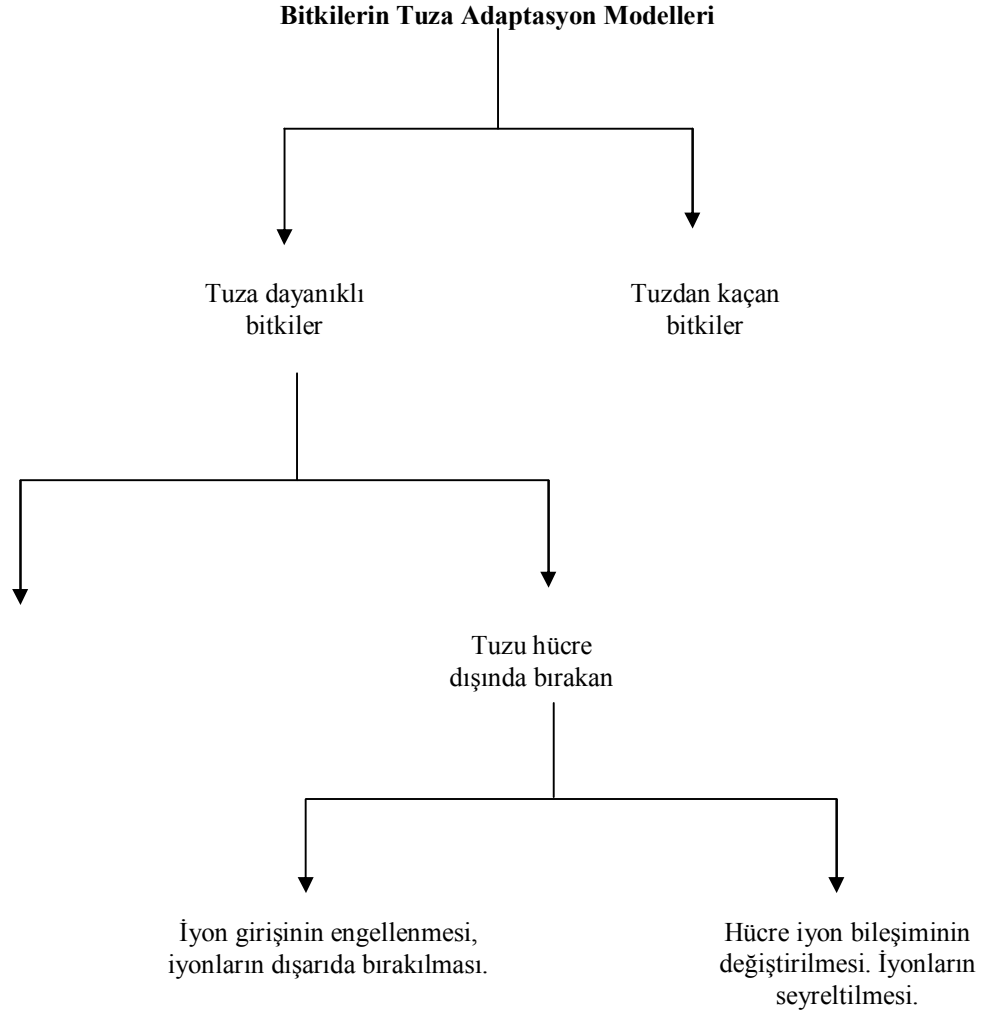 Bitkilerin Tuza Adaptasyon Modelleri
Tuza dayanıklı
bitkiler
Tuzdan kaçan
bitkiler
Tuzu hücre
dışında bırakan
İyon girişinin engellenmesi,
iyonların dışarıda bırakılması.
Hücre iyon bileşiminin
değiştirilmesi. İyonların
seyreltilmesi.